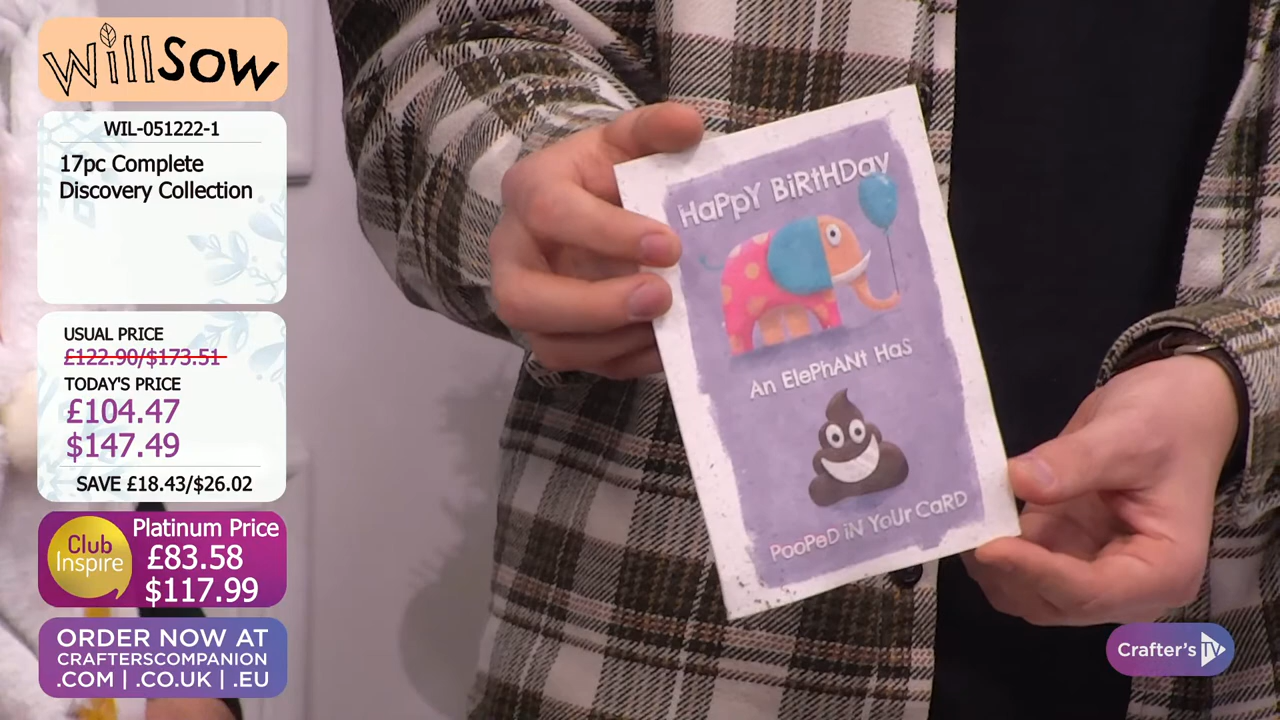 willsow
WIL-051222-1
17pc Complete
Discovery Collection
USUAL PRICE
£122.90/$173.51
TODAY'S PRICE
£104.47
$147.49
SAVE £18.43/$26.02
Club
Inspire
Platinum Price
£83.58
$117.99
ORDER NOW AT
CRAFTERSCOMPANION
.COM | .CO.UK | .EU
HaPpY BiRtHDay
An ElePhANt HaS
PooPeD iN YoUr CaRD
Crafter's TV